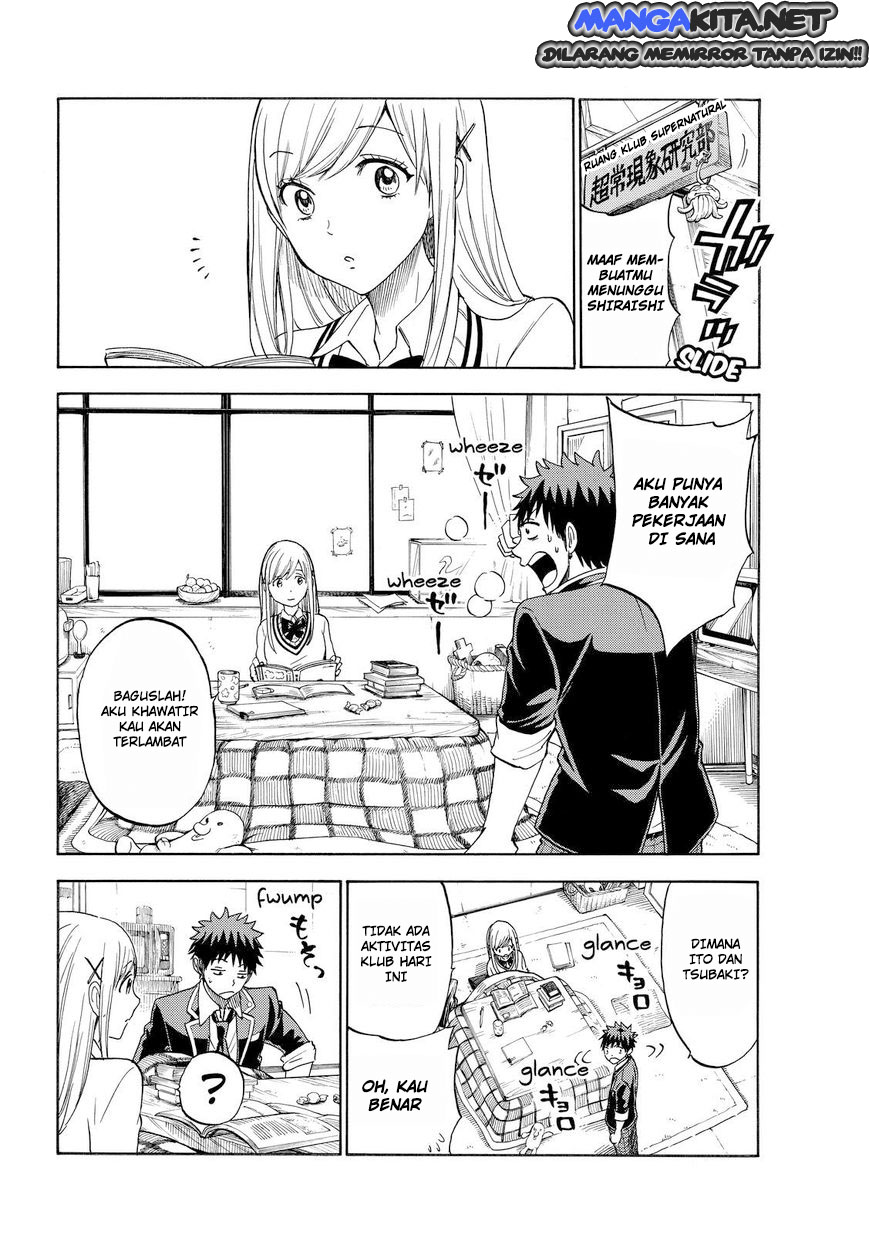 MANGAKITA.NET
DILARANG MEMIRROR TANPA IZIN!!
RUANG KLUB SUPERNATURAL
超常現象研究部
MAAF MEM-
BUATMU
MENUNGGU
SHIRAISHI
ガラッ
SLIDE
AKU PUNYA
BANYAK
PEKERJAAN
DI SANA
wheeze
ゼー
wheeze
ゼー
BAGUSLAH!
AKU KHAWATIR
KAU AKAN
TERLAMBAT
DIMANA
ITO DAN
TSUBAKI?
glance
キョロ
glance
キョロ
TIDAK ADA
AKTIVITAS
KLUB HARI
INI
OH, KAU
BENAR
fwump
もそっ
?